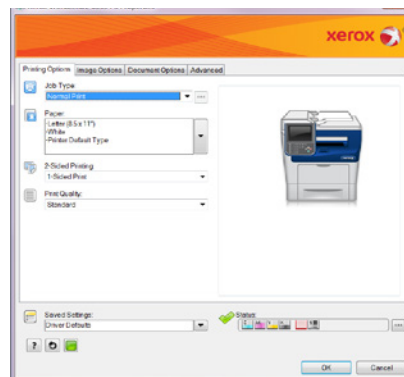 xerox
Printing Options Image Options Document Options Advanced
Job Type:
Normal Print
Paper:
-Letter (8.5 x 11")
-White
-Printer Default Type
2-Sided Printing:
1-Sided Print
Print Quality:
Standard
Saved Settings:
Driver Defaults
Status:
?
OK Cancel